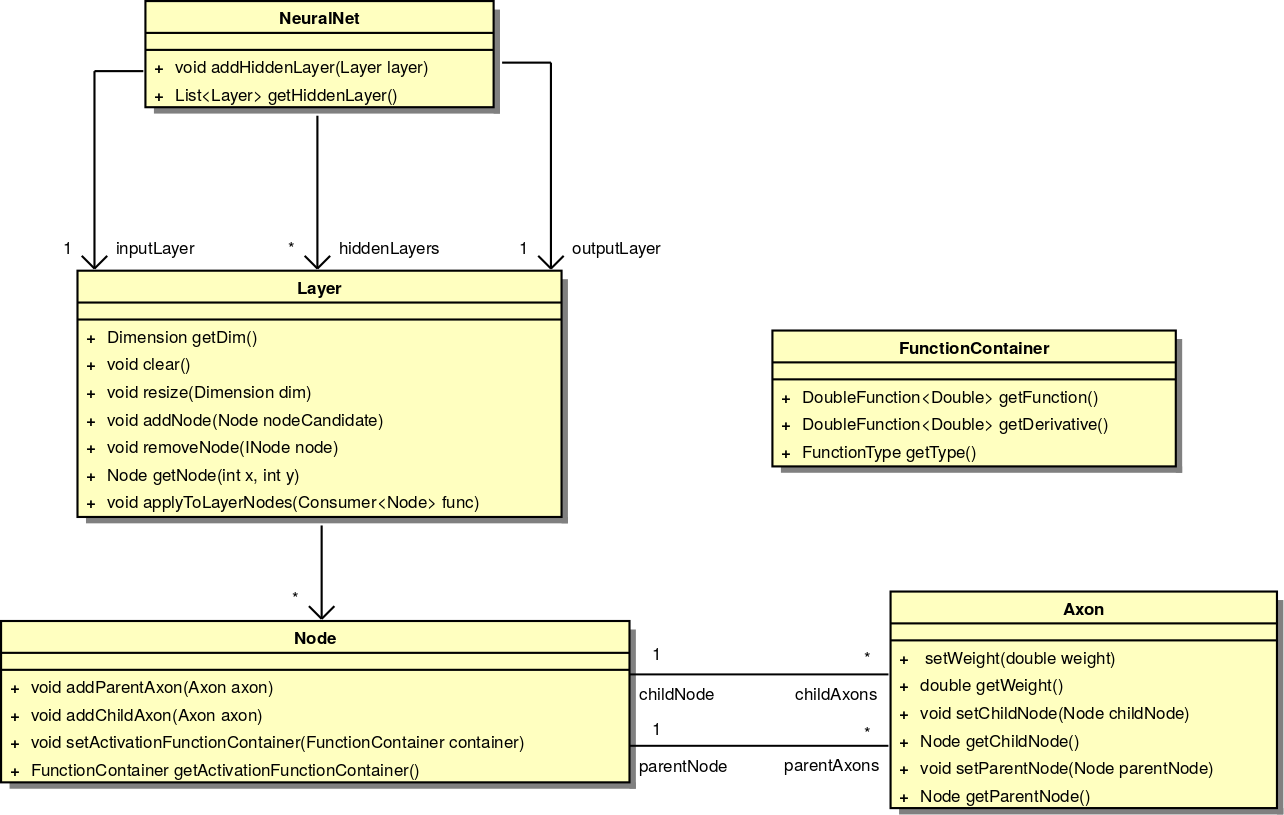 NeuralNet
+ void addHiddenLayer(Layer layer)
+ List<Layer> getHiddenLayer()
1 inputLayer * hiddenLayers 1 outputLayer
Layer
+ Dimension getDim()
+ void clear()
+ void resize(Dimension dim)
+ void addNode(Node nodeCandidate)
+ void removeNode(INode node)
+ Node getNode(int x, int y)
+ void applyToLayerNodes(Consumer<Node> func)
FunctionContainer
+ DoubleFunction<Double> getFunction()
+ DoubleFunction<Double> getDerivative()
+ FunctionType getType()
*
Node
+ void addParentAxon(Axon axon)
+ void addChildAxon(Axon axon)
+ void setActivationFunctionContainer(FunctionContainer container)
+ FunctionContainer getActivationFunctionContainer()
1 *
childNode childAxons
1 *
parentNode parentAxons
Axon
+ setWeight(double weight)
+ double getWeight()
+ void setChildNode(Node childNode)
+ Node getChildNode()
+ void setParentNode(Node parentNode)
+ Node getParentNode()